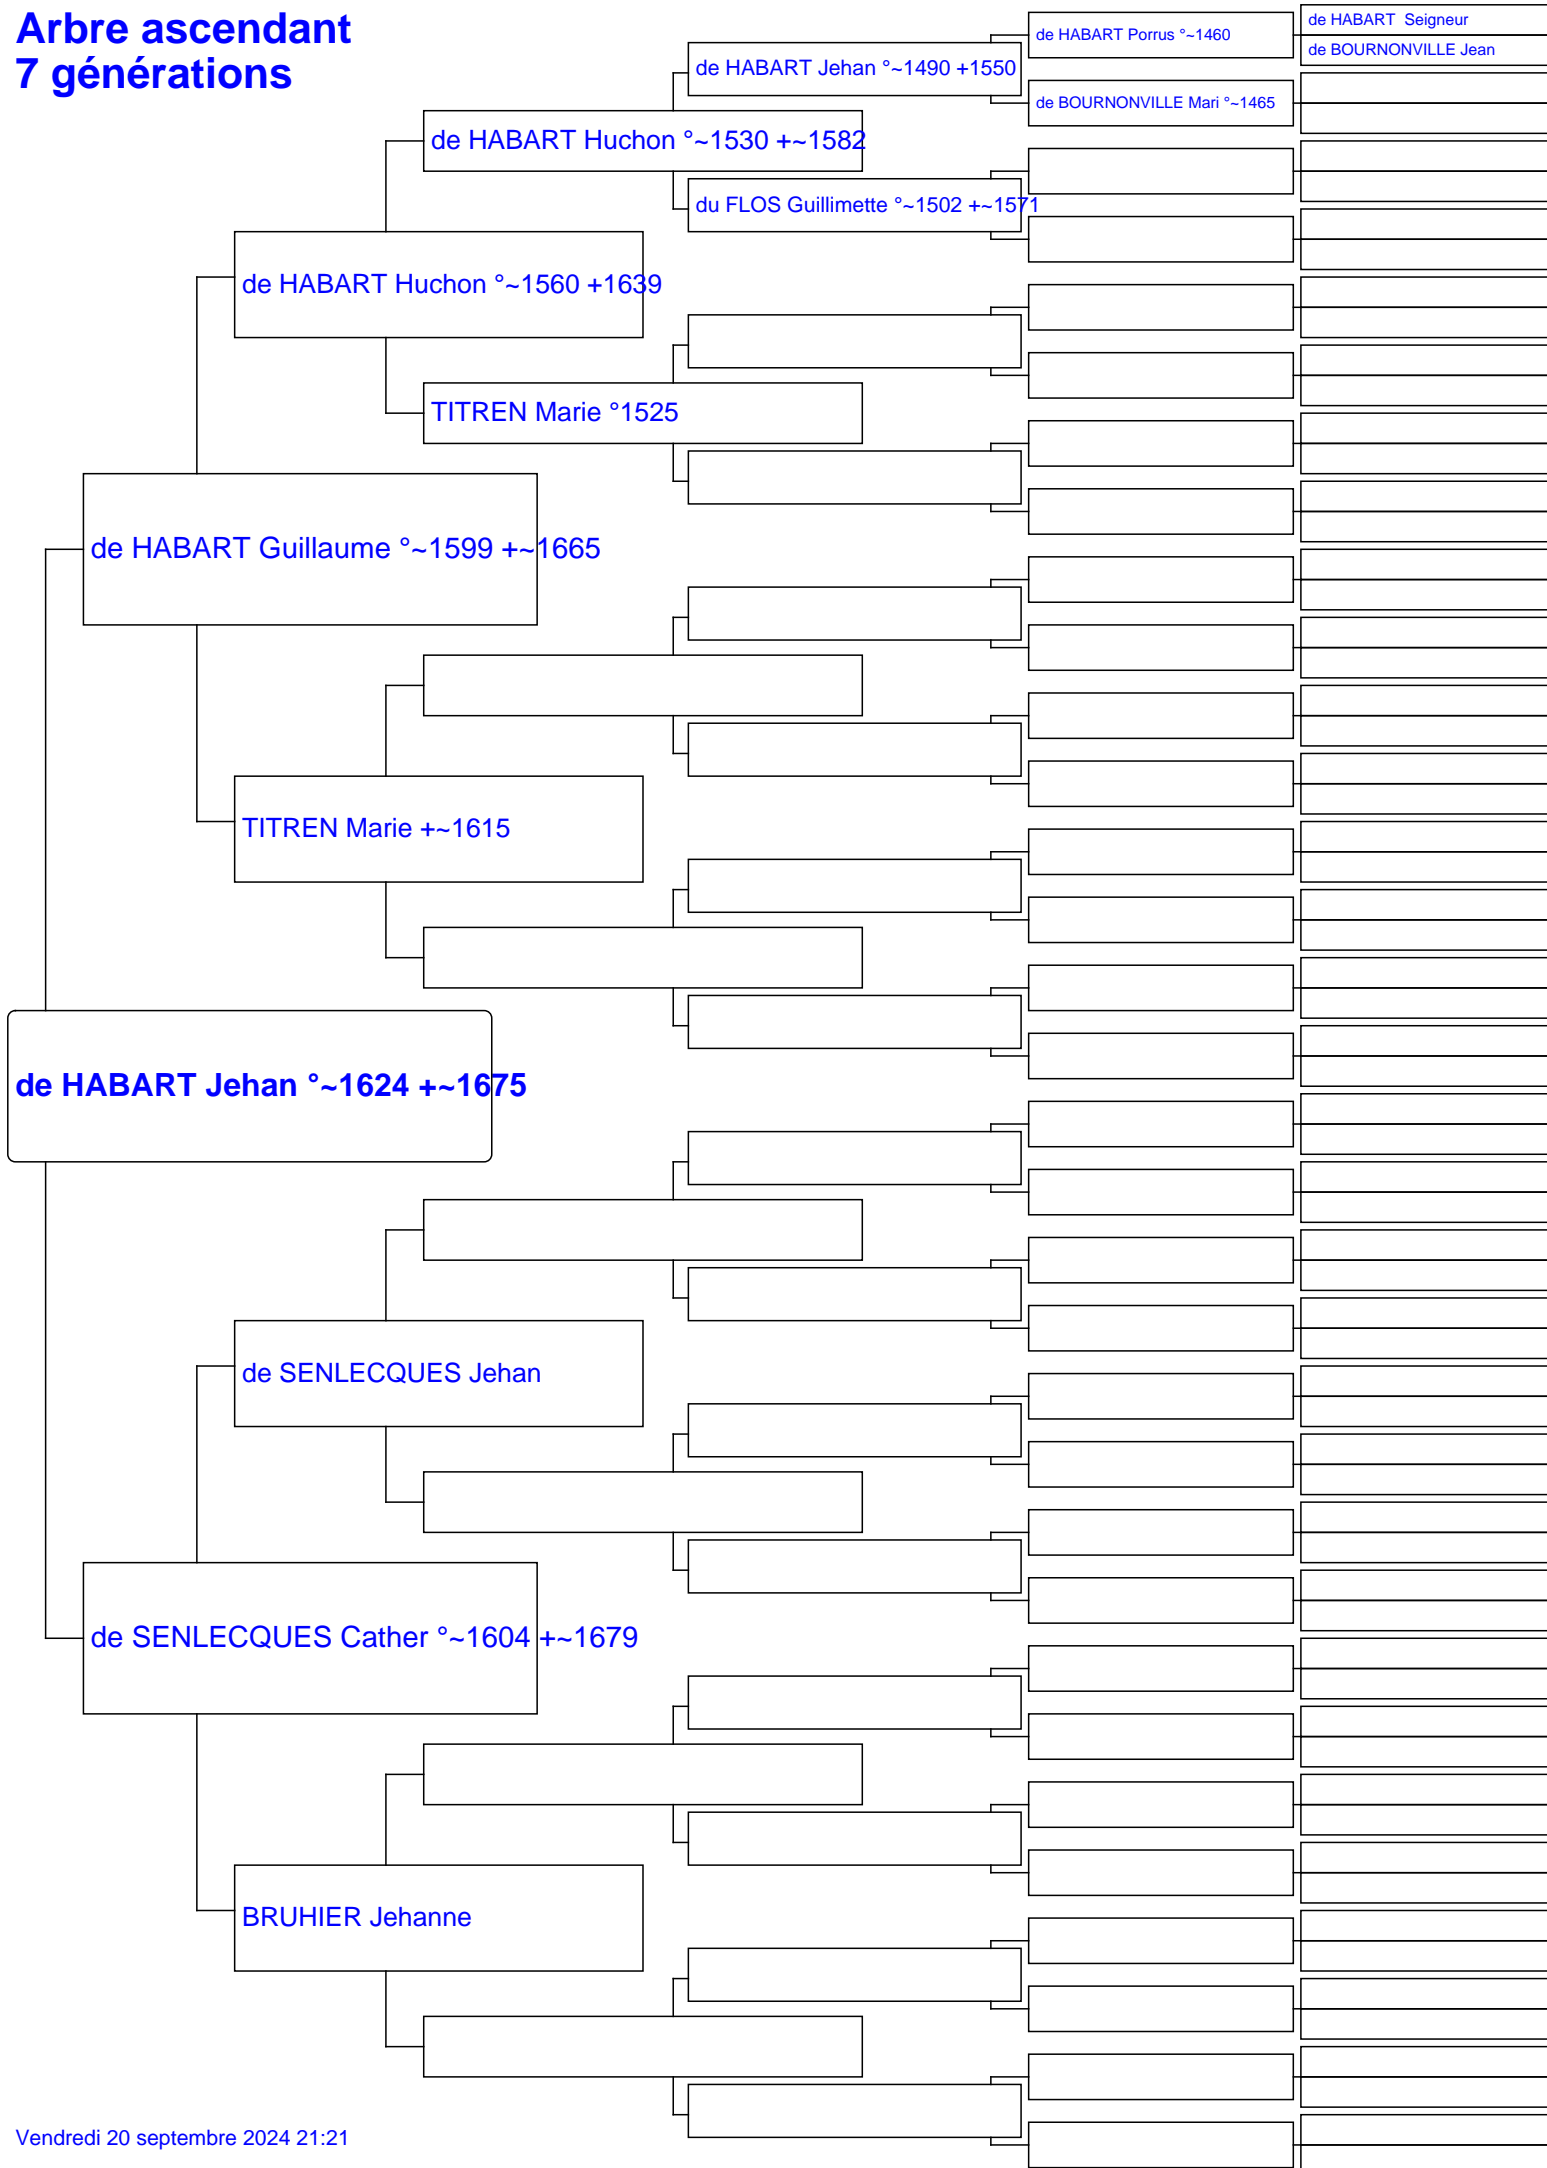 Arbre ascendant
7 générations
de HABART Seigneur
de HABART Porrus °~1460
de BOURNONVILLE Jean
de HABART Jehan °~1490 +1550
de BOURNONVILLE Mari °~1465
de HABART Huchon °~1530 +~1582
du FLOS Guillimette °~1502 +~1571
de HABART Huchon °~1560 +1639
TITREN Marie °1525
de HABART Guillaume °~1599 +~1665
TITREN Marie +~1615
de HABART Jehan °~1624 +~1675
de SENLECQUES Jehan
de SENLECQUES Cather °~1604 +~1679
BRUHIER Jehanne
Vendredi 20 septembre 2024 21:21